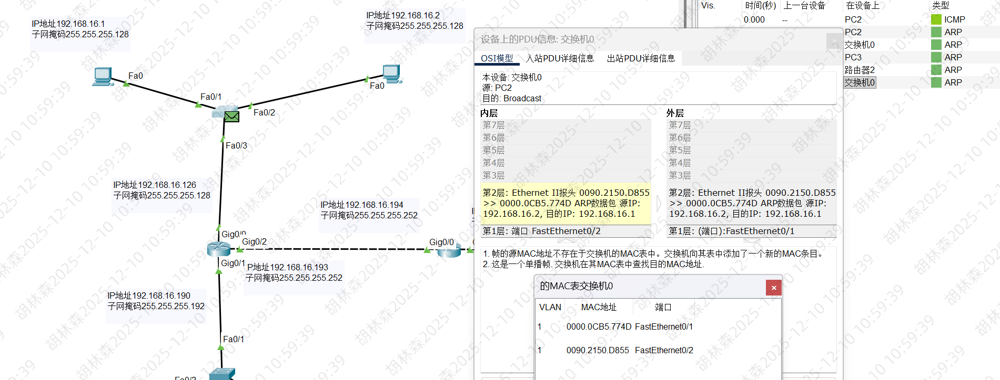 IP地址192.168.16.1
子网掩码255.255.255.128
IP地址192.168.16.2
子网掩码255.255.255.128
Fa0
Fa0/1
Fa0
Fa0/2
Fa0/3
IP地址192.168.16.126
子网掩码255.255.255.128
IP地址192.168.16.194
子网掩码255.255.255.252
Gig0/0
Gig0/2
Gig0/0
Gig0/1
P地址192.168.16.193
子网掩码255.255.255.252
IP地址192.168.16.190
子网掩码255.255.255.192
Fa0/1
Fa0/2
设备上的PDU信息: 交换机0
OSI模型 入站PDU详细信息 出站PDU详细信息
本设备: 交换机0
源: PC2
目的: Broadcast
内层
第7层
第6层
第5层
第4层
第3层
第2层: Ethernet II报头 0090.2150.D855
>> 0000.0CB5.774D ARP数据包 源IP:
192.168.16.2, 目的IP: 192.168.16.1
第1层: 端口 FastEthernet0/2
外层
第7层
第6层
第5层
第4层
第3层
第2层: Ethernet II报头 0090.2150.D855
>> 0000.0CB5.774D ARP数据包 源IP:
192.168.16.2, 目的IP: 192.168.16.1
第1层: (端口):FastEthernet0/1
1. 帧的源MAC地址不存在于交换机的MAC表中。交换机向其表中添加了一个新的MAC条目。
2. 这是一个单播帧. 交换机在其MAC表中查找目的MAC地址.
的MAC表交换机0
VLAN MAC地址 端口
1 0000.0CB5.774D FastEthernet0/1
1 0090.2150.D855 FastEthernet0/2
Vis. 时间(秒) 上一台设备 在设备上 类型
0.000 -- PC2 ICMP
PC2 ARP
交换机0 ARP
PC3 ARP
路由器2 ARP
交换机0 ARP
胡林森2025-12-10 10:59:39